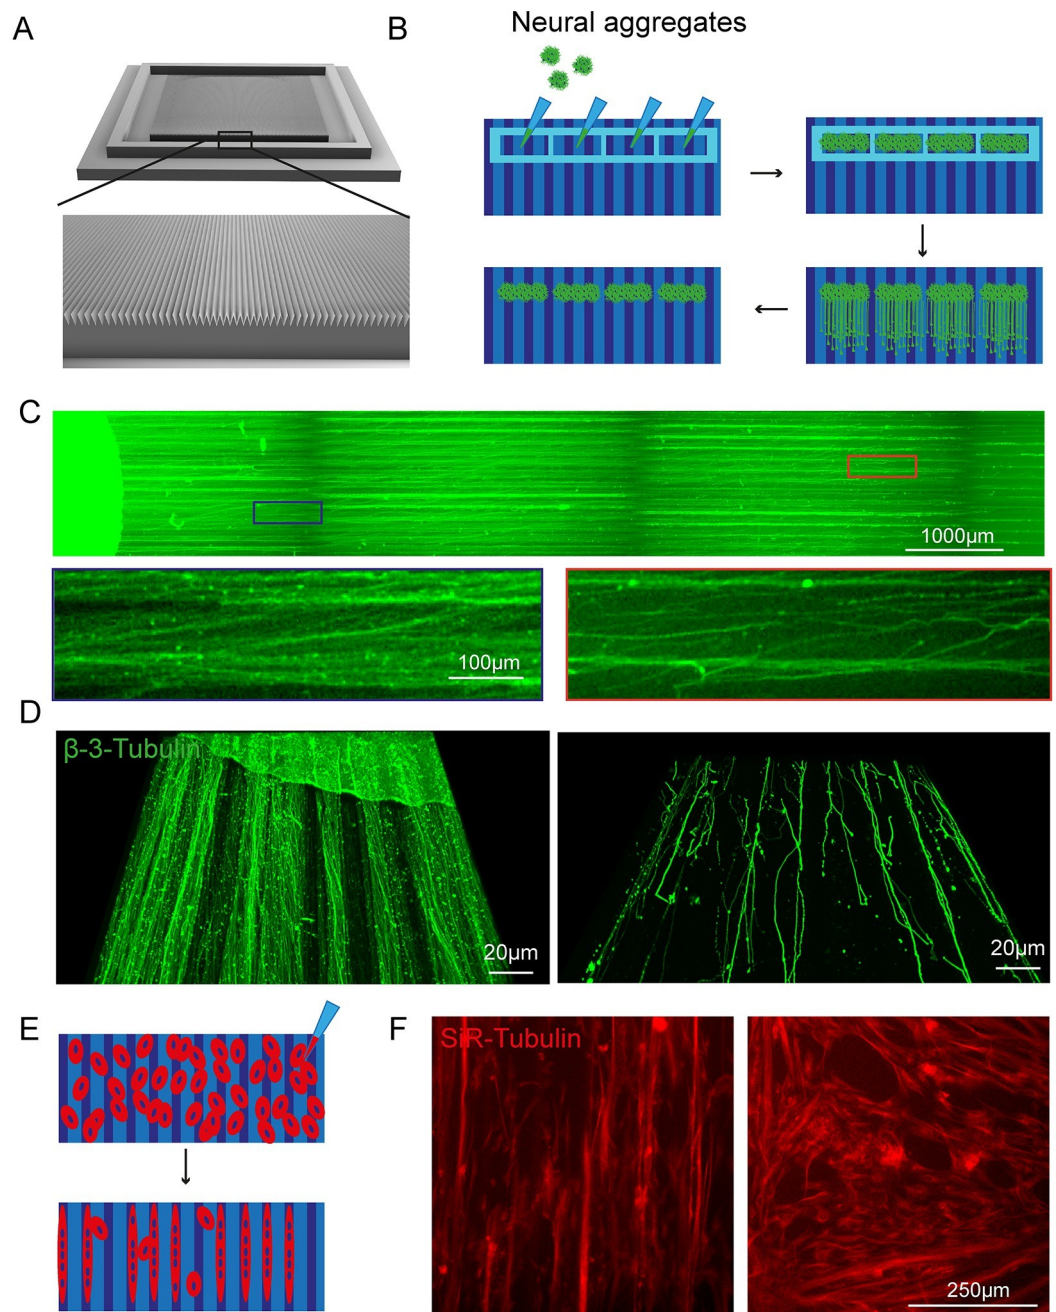 A
B
Neural aggregates
C
1000µm
100µm
D
β-3-Tubulin
20µm
20µm
E
F
SiR-Tubulin
250µm